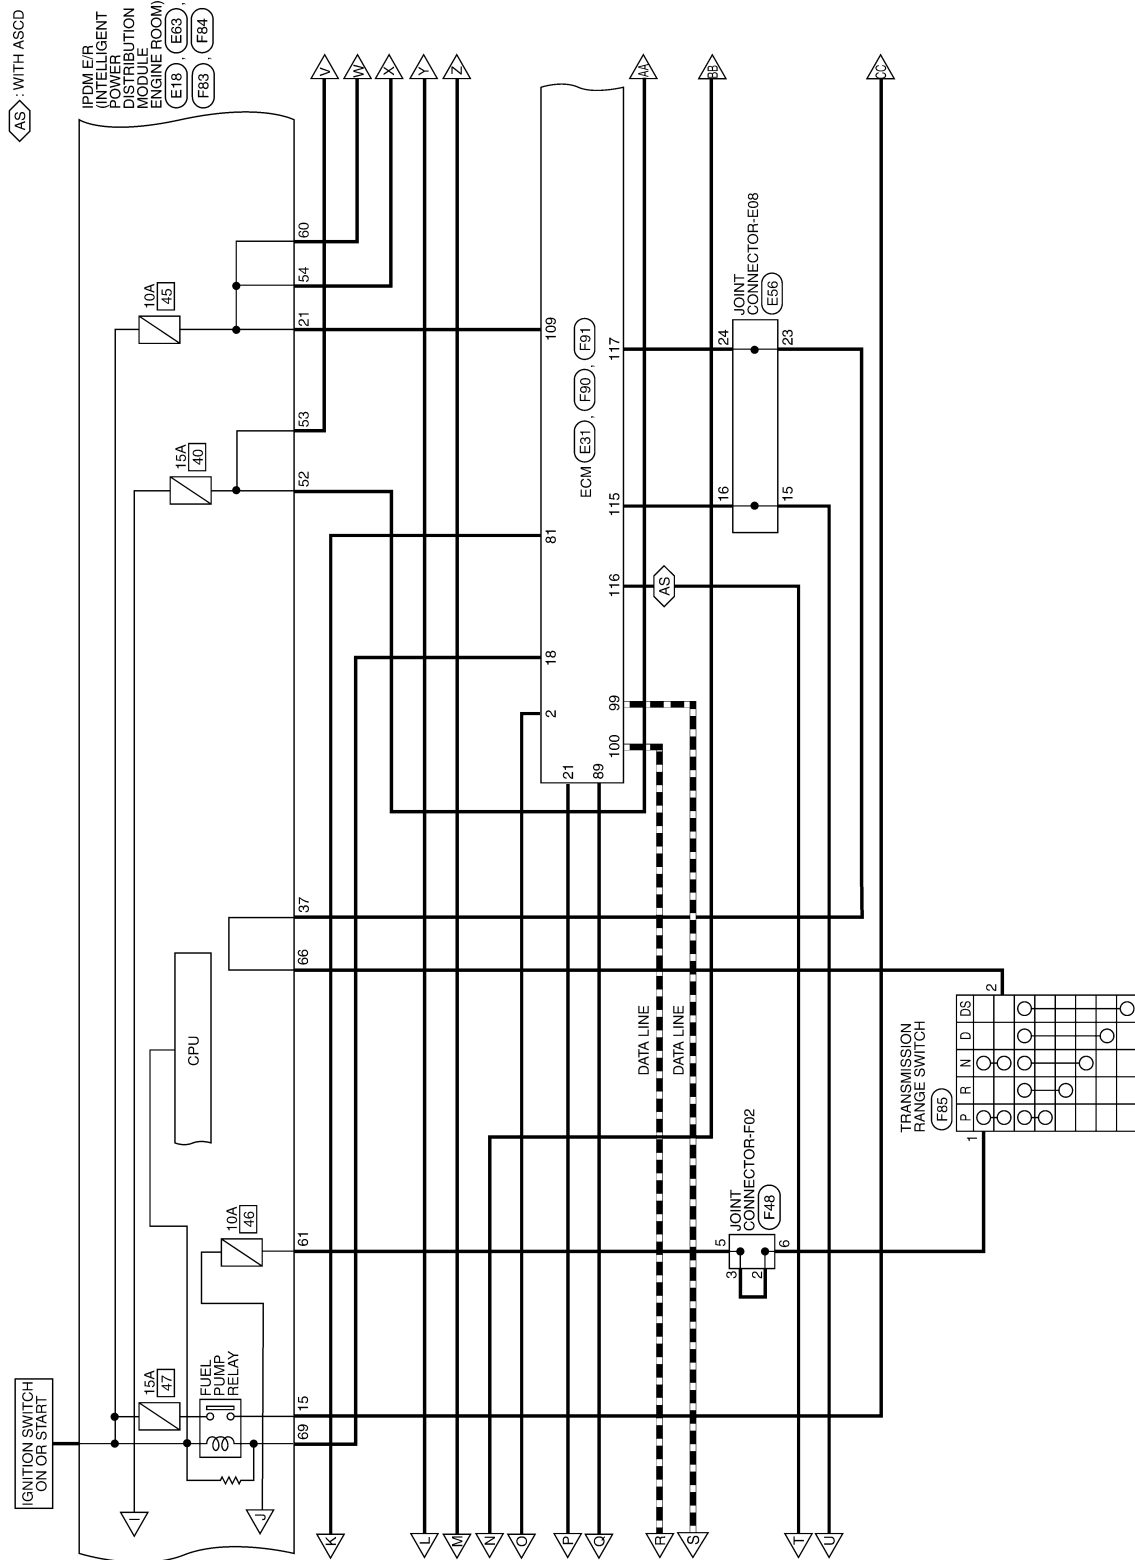 AS : WITH ASCD
IPDM E/R
(INTELLIGENT
POWER
DISTRIBUTION
MODULE
ENGINE ROOM)
E18 , E63 ,
F83 , F84
IGNITION SWITCH
ON OR START
15A
47
FUEL
PUMP
RELAY
10A
46
CPU
15A
40
10A
45
I
J
69
15
61
66
37
52
53
21
54
60
K
L
M
N
O
P
Q
R
S
T
U
V
W
X
Y
Z
AA
BB
CC
2
18
81
109
21
89
100
99
116
115
117
ECM E31 , F90 , F91
AS
DATA LINE
DATA LINE
JOINT
CONNECTOR-E08
E56
16
24
15
23
JOINT
CONNECTOR-F02
F48
5
3
2
6
TRANSMISSION
RANGE SWITCH
F85
1
2
P R N D DS